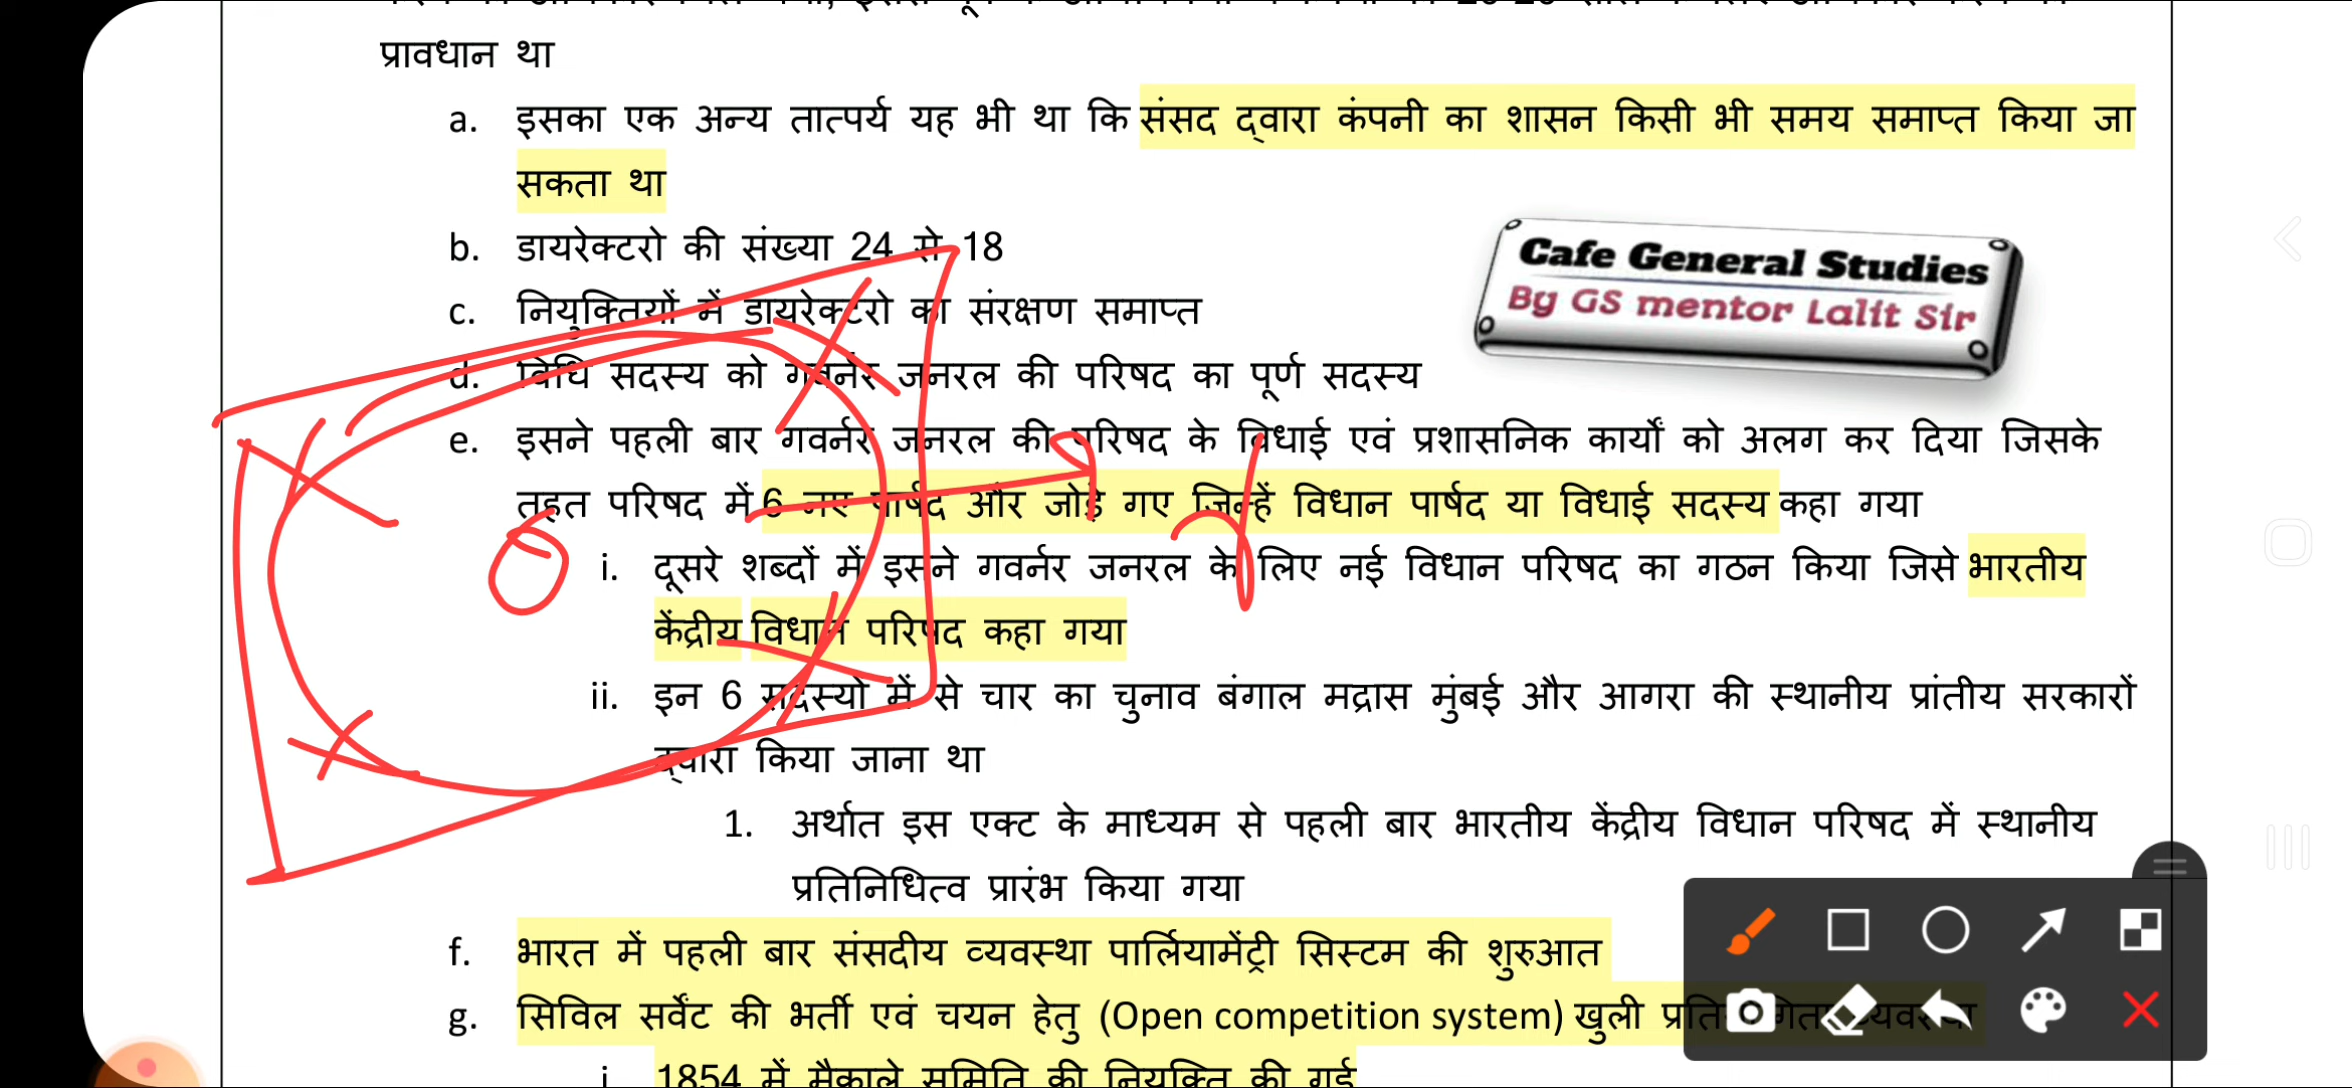 प्रावधान था
a. इसका एक अन्य तात्पर्य यह भी था कि संसद द्वारा कंपनी का शासन किसी भी समय समाप्त किया जा
सकता था
b. डायरेक्टरो की संख्या 24 से 18
Cafe General Studies
By GS mentor Lalit Sir
c. नियुक्तियों में डायरेक्टरो का संरक्षण समाप्त
d. विधि सदस्य को गवर्नर जनरल की परिषद का पूर्ण सदस्य
e. इसने पहली बार गवर्नर जनरल की परिषद के विधाई एवं प्रशासनिक कार्यों को अलग कर दिया जिसके
तहत परिषद में 6 नए पार्षद और जोड़े गए जिन्हें विधान पार्षद या विधाई सदस्य कहा गया
i. दूसरे शब्दों में इसने गवर्नर जनरल के लिए नई विधान परिषद का गठन किया जिसे भारतीय
केंद्रीय विधान परिषद कहा गया
ii. इन 6 सदस्यो में से चार का चुनाव बंगाल मद्रास मुंबई और आगरा की स्थानीय प्रांतीय सरकारों
द्वारा किया जाना था
1. अर्थात इस एक्ट के माध्यम से पहली बार भारतीय केंद्रीय विधान परिषद में स्थानीय
प्रतिनिधित्व प्रारंभ किया गया
f. भारत में पहली बार संसदीय व्यवस्था पार्लियामेंट्री सिस्टम की शुरुआत
g. सिविल सर्वेंट की भर्ती एवं चयन हेतु (Open competition system) खुली
i 1854 में मैकाले समिति की नियुक्ति की गई